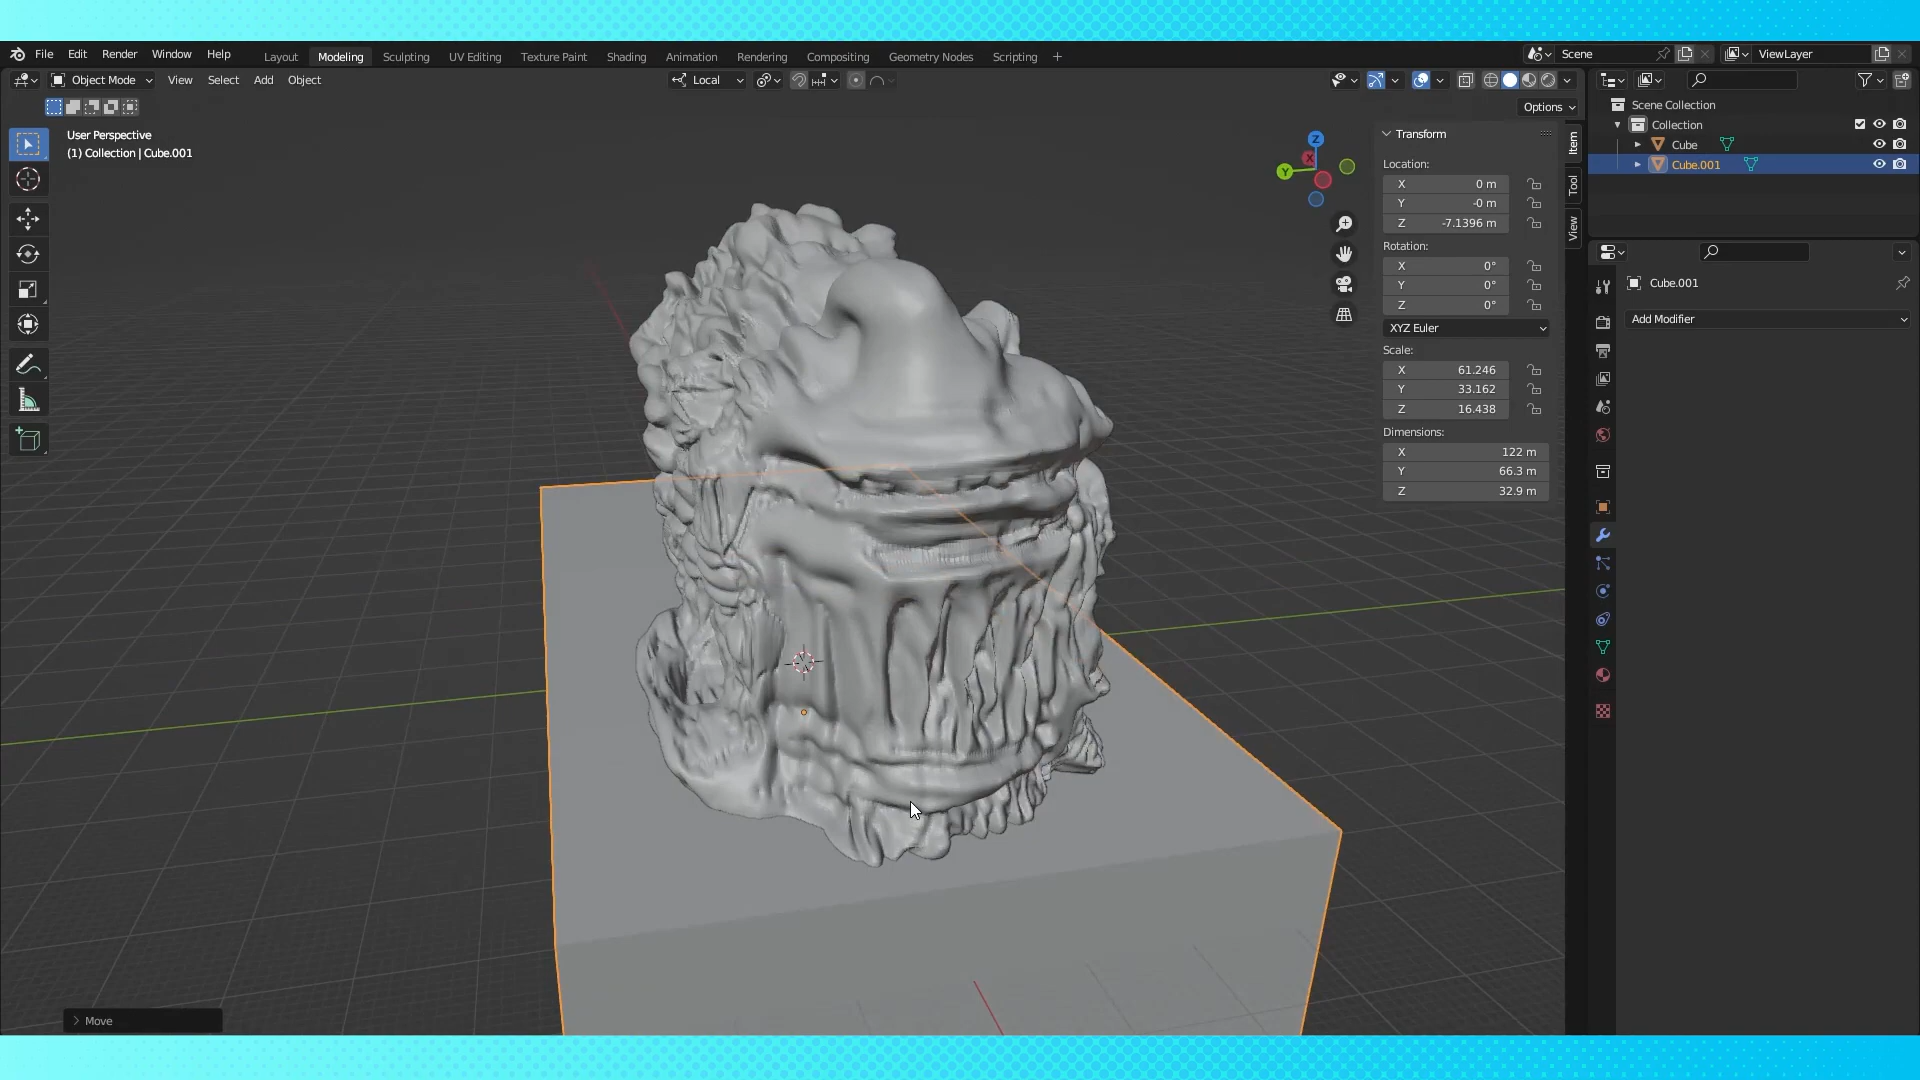 File Edit Render Window Help Layout Modeling Sculpting UV Editing Texture Paint Shading Animation Rendering Compositing Geometry Nodes Scripting + Scene ViewLayer
Object Mode View Select Add Object Local
Options
User Perspective
(1) Collection | Cube.001
Z
X
Y
Transform
Location:
X 0 m
Y -0 m
Z -7.1396 m
Rotation:
X 0°
Y 0°
Z 0°
XYZ Euler
Scale:
X 61.246
Y 33.162
Z 16.438
Dimensions:
X 122 m
Y 66.3 m
Z 32.9 m
Item
Tool
View
Scene Collection
Collection
Cube
Cube.001
Cube.001
Add Modifier
Move